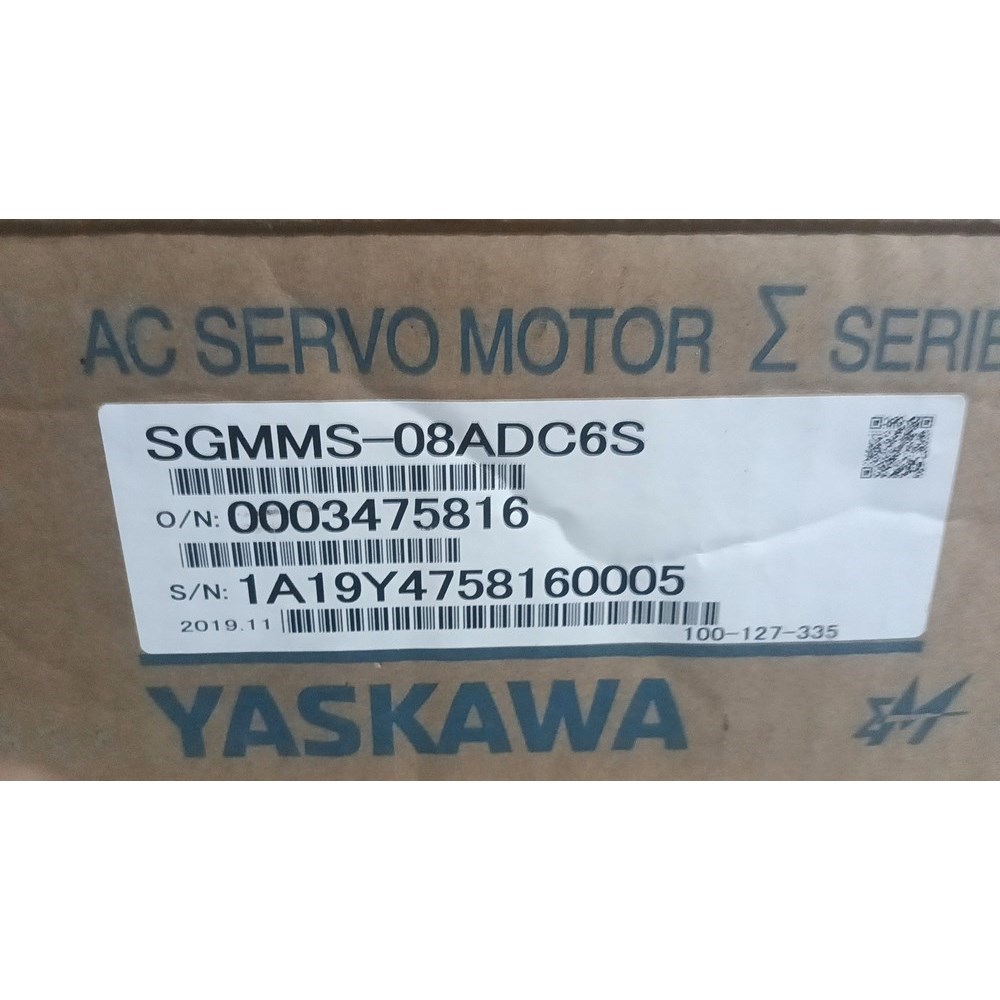 AC SERVO MOTOR Σ SERIE
SGMMS-08ADC6S
O/N: 0003475816
S/N: 1A19Y4758160005
2019.11
100-127-335
YASKAWA